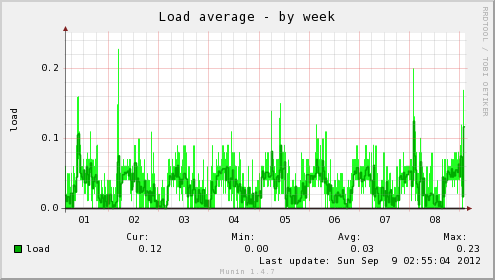 Load average - by week
RRDTOOL / TOBI OETIKER
load
0.2
0.1
0.0
01 02 03 04 05 06 07 08
Cur: Min: Avg: Max:
load 0.12 0.00 0.03 0.23
Last update: Sun Sep 9 02:55:04 2012
Munin 1.4.7